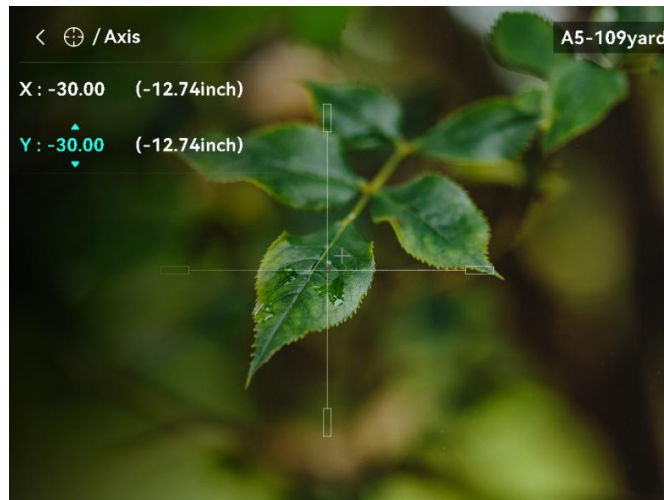 /Axis
A5-109yard
X : -30.00 (-12.74inch)
Y : -30.00 (-12.74inch)